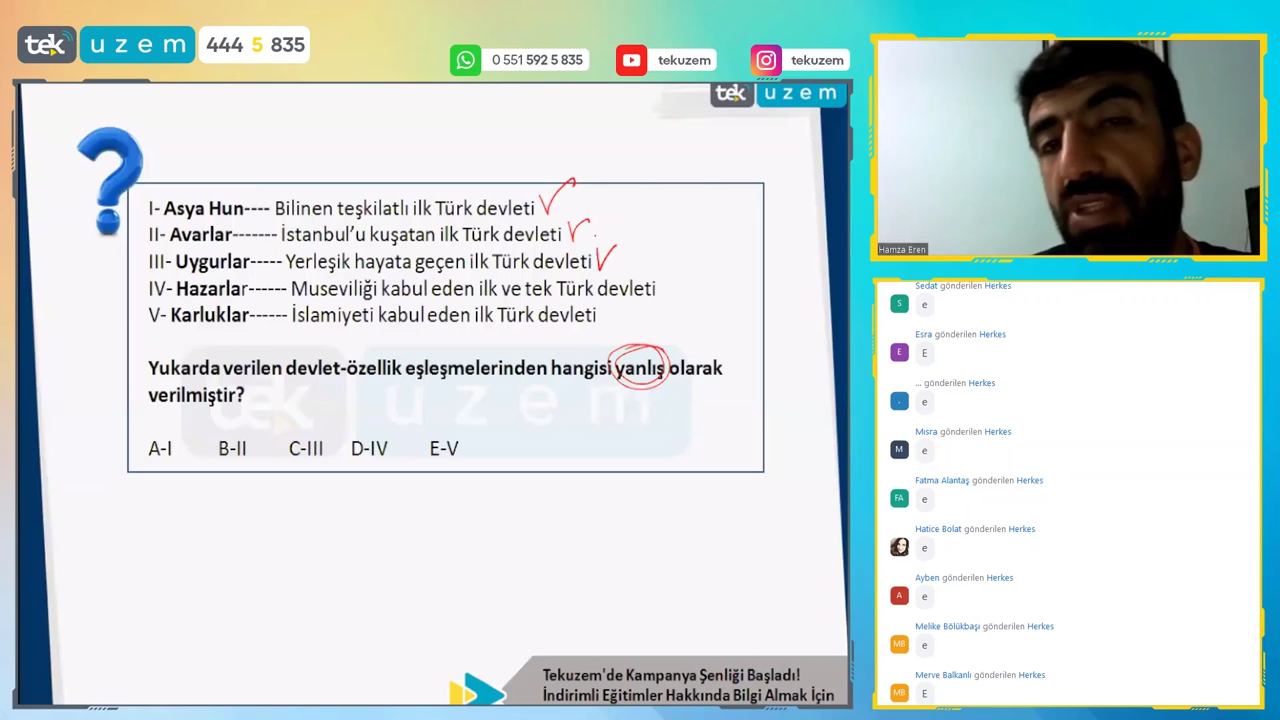 tek uzem 444 5 835
0 551 592 5 835 tekuzem tekuzem
tek uzem
I- Asya Hun---- Bilinen teşkilatlı ilk Türk devleti
II- Avarlar------- İstanbul’u kuşatan ilk Türk devleti
III- Uygurlar----- Yerleşik hayata geçen ilk Türk devleti
IV- Hazarlar------ Museviliği kabul eden ilk ve tek Türk devleti
V- Karluklar------ İslamiyeti kabul eden ilk Türk devleti
Yukarda verilen devlet-özellik eşleşmelerinden hangisi yanlış olarak
verilmiştir?
A-I B-II C-III D-IV E-V
tek uzem
Tekuzem'de Kampanya Şenliği Başladı!
İndirimli Eğitimler Hakkında Bilgi Almak İçin
Hamza Eren
Sedat gönderilen Herkes
S e
Esra gönderilen Herkes
E E
... gönderilen Herkes
. e
Mısra gönderilen Herkes
M e
Fatma Alantaş gönderilen Herkes
FA e
Hatice Bolat gönderilen Herkes
e
Ayben gönderilen Herkes
A e
Melike Bölükbaşı gönderilen Herkes
MB e
Merve Balkanlı gönderilen Herkes
MB E